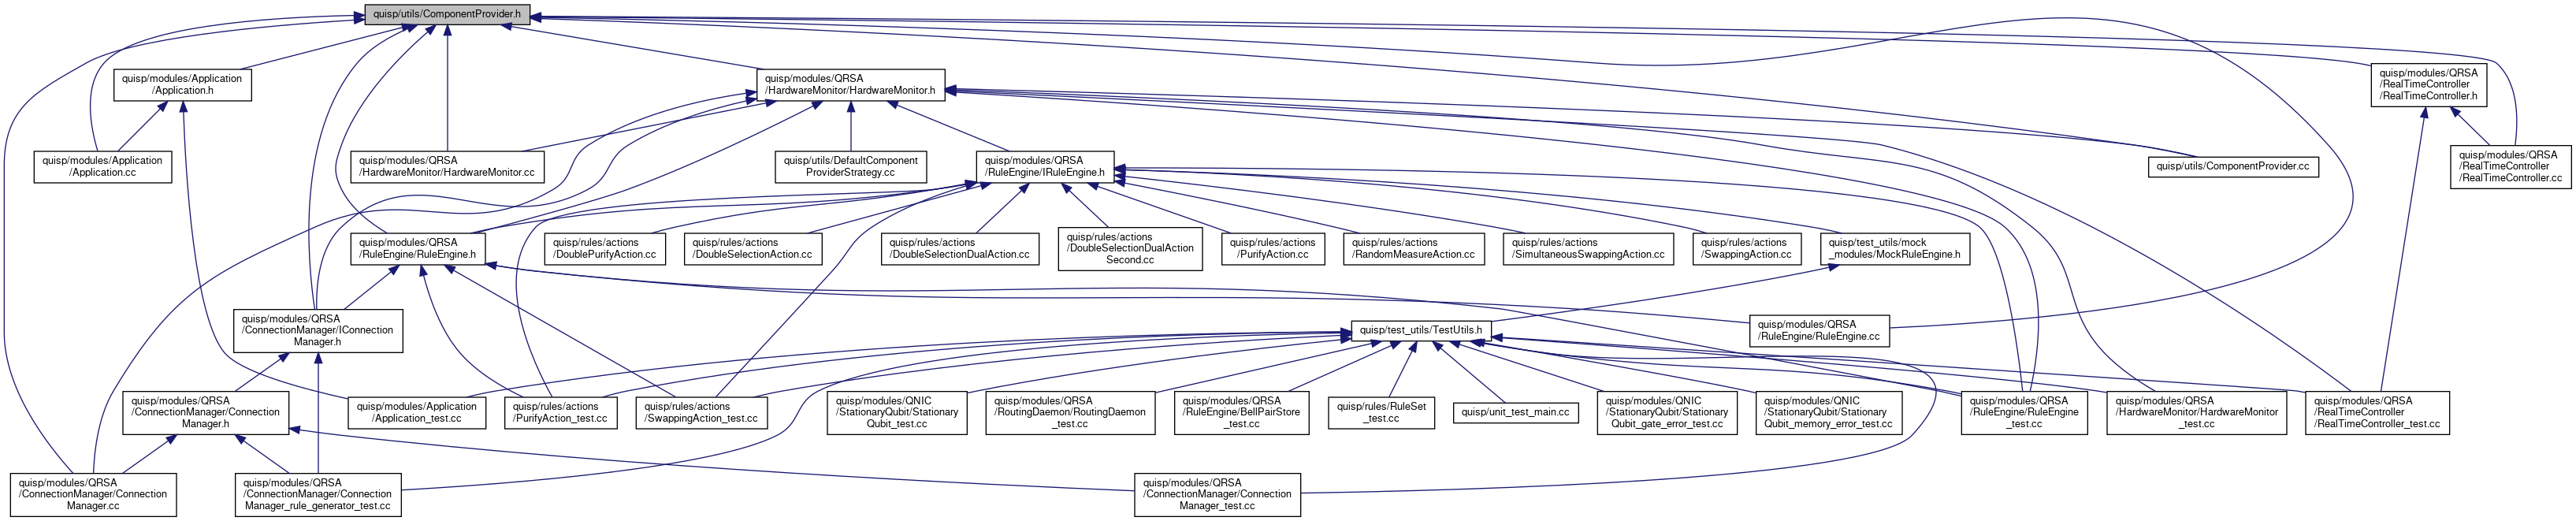 quisp/utils/ComponentProvider.h
quisp/modules/Application
/Application.h
quisp/modules/QRSA
/HardwareMonitor/HardwareMonitor.h
quisp/modules/QRSA
/RealTimeController
/RealTimeController.h
quisp/modules/Application
/Application.cc
quisp/modules/QRSA
/HardwareMonitor/HardwareMonitor.cc
quisp/utils/DefaultComponent
ProviderStrategy.cc
quisp/modules/QRSA
/RuleEngine/IRuleEngine.h
quisp/utils/ComponentProvider.cc
quisp/modules/QRSA
/RealTimeController
/RealTimeController.cc
quisp/modules/QRSA
/RuleEngine/RuleEngine.h
quisp/rules/actions
/DoublePurifyAction.cc
quisp/rules/actions
/DoubleSelectionAction.cc
quisp/rules/actions
/DoubleSelectionDualAction.cc
quisp/rules/actions
/DoubleSelectionDualAction
Second.cc
quisp/rules/actions
/PurifyAction.cc
quisp/rules/actions
/RandomMeasureAction.cc
quisp/rules/actions
/SimultaneousSwappingAction.cc
quisp/rules/actions
/SwappingAction.cc
quisp/test_utils/mock
_modules/MockRuleEngine.h
quisp/modules/QRSA
/ConnectionManager/IConnection
Manager.h
quisp/test_utils/TestUtils.h
quisp/modules/QRSA
/RuleEngine/RuleEngine.cc
quisp/modules/QRSA
/ConnectionManager/Connection
Manager.h
quisp/modules/Application
/Application_test.cc
quisp/rules/actions
/PurifyAction_test.cc
quisp/rules/actions
/SwappingAction_test.cc
quisp/modules/QNIC
/StationaryQubit/Stationary
Qubit_test.cc
quisp/modules/QRSA
/RoutingDaemon/RoutingDaemon
_test.cc
quisp/modules/QRSA
/RuleEngine/BellPairStore
_test.cc
quisp/rules/RuleSet
_test.cc
quisp/unit_test_main.cc
quisp/modules/QNIC
/StationaryQubit/Stationary
Qubit_gate_error_test.cc
quisp/modules/QNIC
/StationaryQubit/Stationary
Qubit_memory_error_test.cc
quisp/modules/QRSA
/RuleEngine/RuleEngine
_test.cc
quisp/modules/QRSA
/HardwareMonitor/HardwareMonitor
_test.cc
quisp/modules/QRSA
/RealTimeController
/RealTimeController_test.cc
quisp/modules/QRSA
/ConnectionManager/Connection
Manager.cc
quisp/modules/QRSA
/ConnectionManager/Connection
Manager_rule_generator_test.cc
quisp/modules/QRSA
/ConnectionManager/Connection
Manager_test.cc